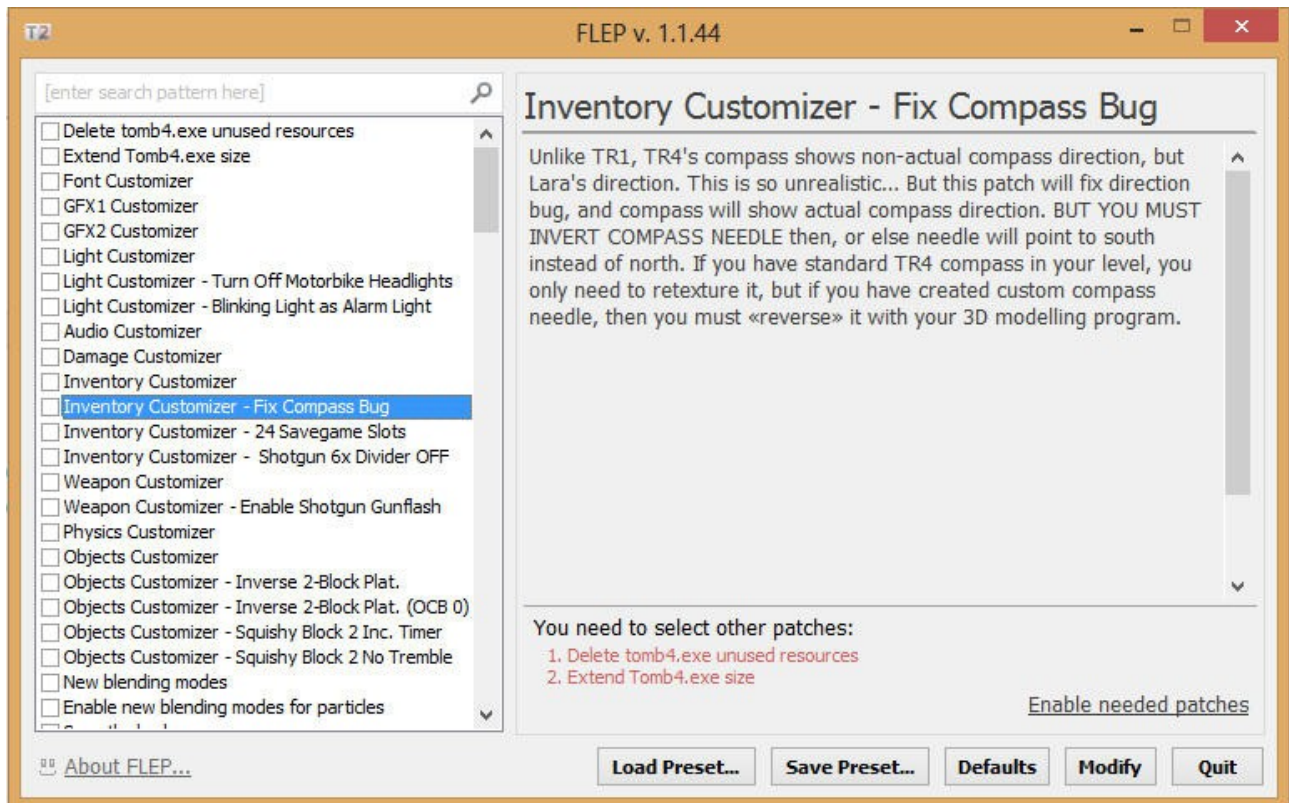 T2
FLEP v. 1.1.44
[enter search pattern here]
Delete tomb4.exe unused resources
Extend Tomb4.exe size
Font Customizer
GFX1 Customizer
GFX2 Customizer
Light Customizer
Light Customizer - Turn Off Motorbike Headlights
Light Customizer - Blinking Light as Alarm Light
Audio Customizer
Damage Customizer
Inventory Customizer
Inventory Customizer - Fix Compass Bug
Inventory Customizer - 24 Savegame Slots
Inventory Customizer - Shotgun 6x Divider OFF
Weapon Customizer
Weapon Customizer - Enable Shotgun Gunflash
Physics Customizer
Objects Customizer
Objects Customizer - Inverse 2-Block Plat.
Objects Customizer - Inverse 2-Block Plat. (OCB 0)
Objects Customizer - Squishy Block 2 Inc. Timer
Objects Customizer - Squishy Block 2 No Tremble
New blending modes
Enable new blending modes for particles
Inventory Customizer - Fix Compass Bug
Unlike TR1, TR4's compass shows non-actual compass direction, but
Lara's direction. This is so unrealistic... But this patch will fix direction
bug, and compass will show actual compass direction. BUT YOU MUST
INVERT COMPASS NEEDLE then, or else needle will point to south
instead of north. If you have standard TR4 compass in your level, you
only need to retexture it, but if you have created custom compass
needle, then you must «reverse» it with your 3D modelling program.
You need to select other patches:
1. Delete tomb4.exe unused resources
2. Extend Tomb4.exe size
Enable needed patches
About FLEP...
Load Preset...
Save Preset...
Defaults
Modify
Quit